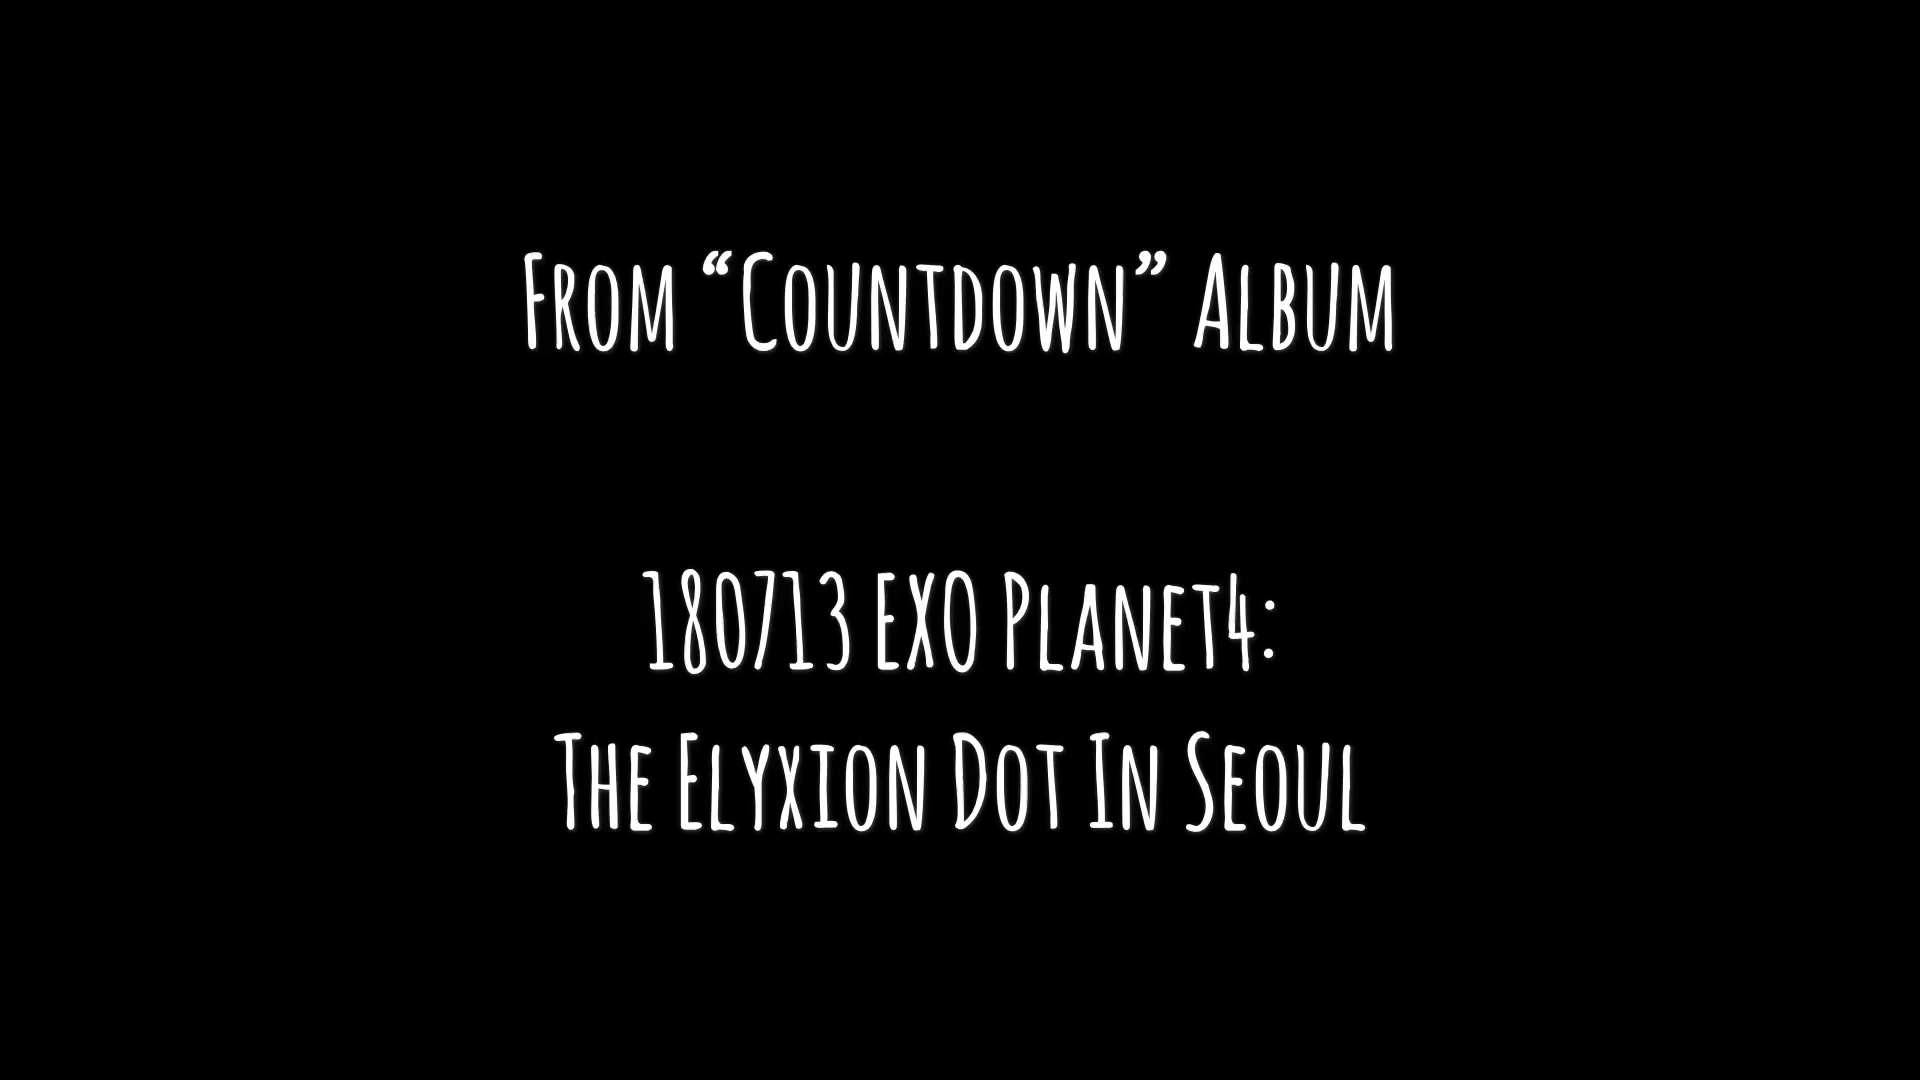 From “Countdown” Album
180713 EXO Planet4:
The Elyxion Dot In Seoul